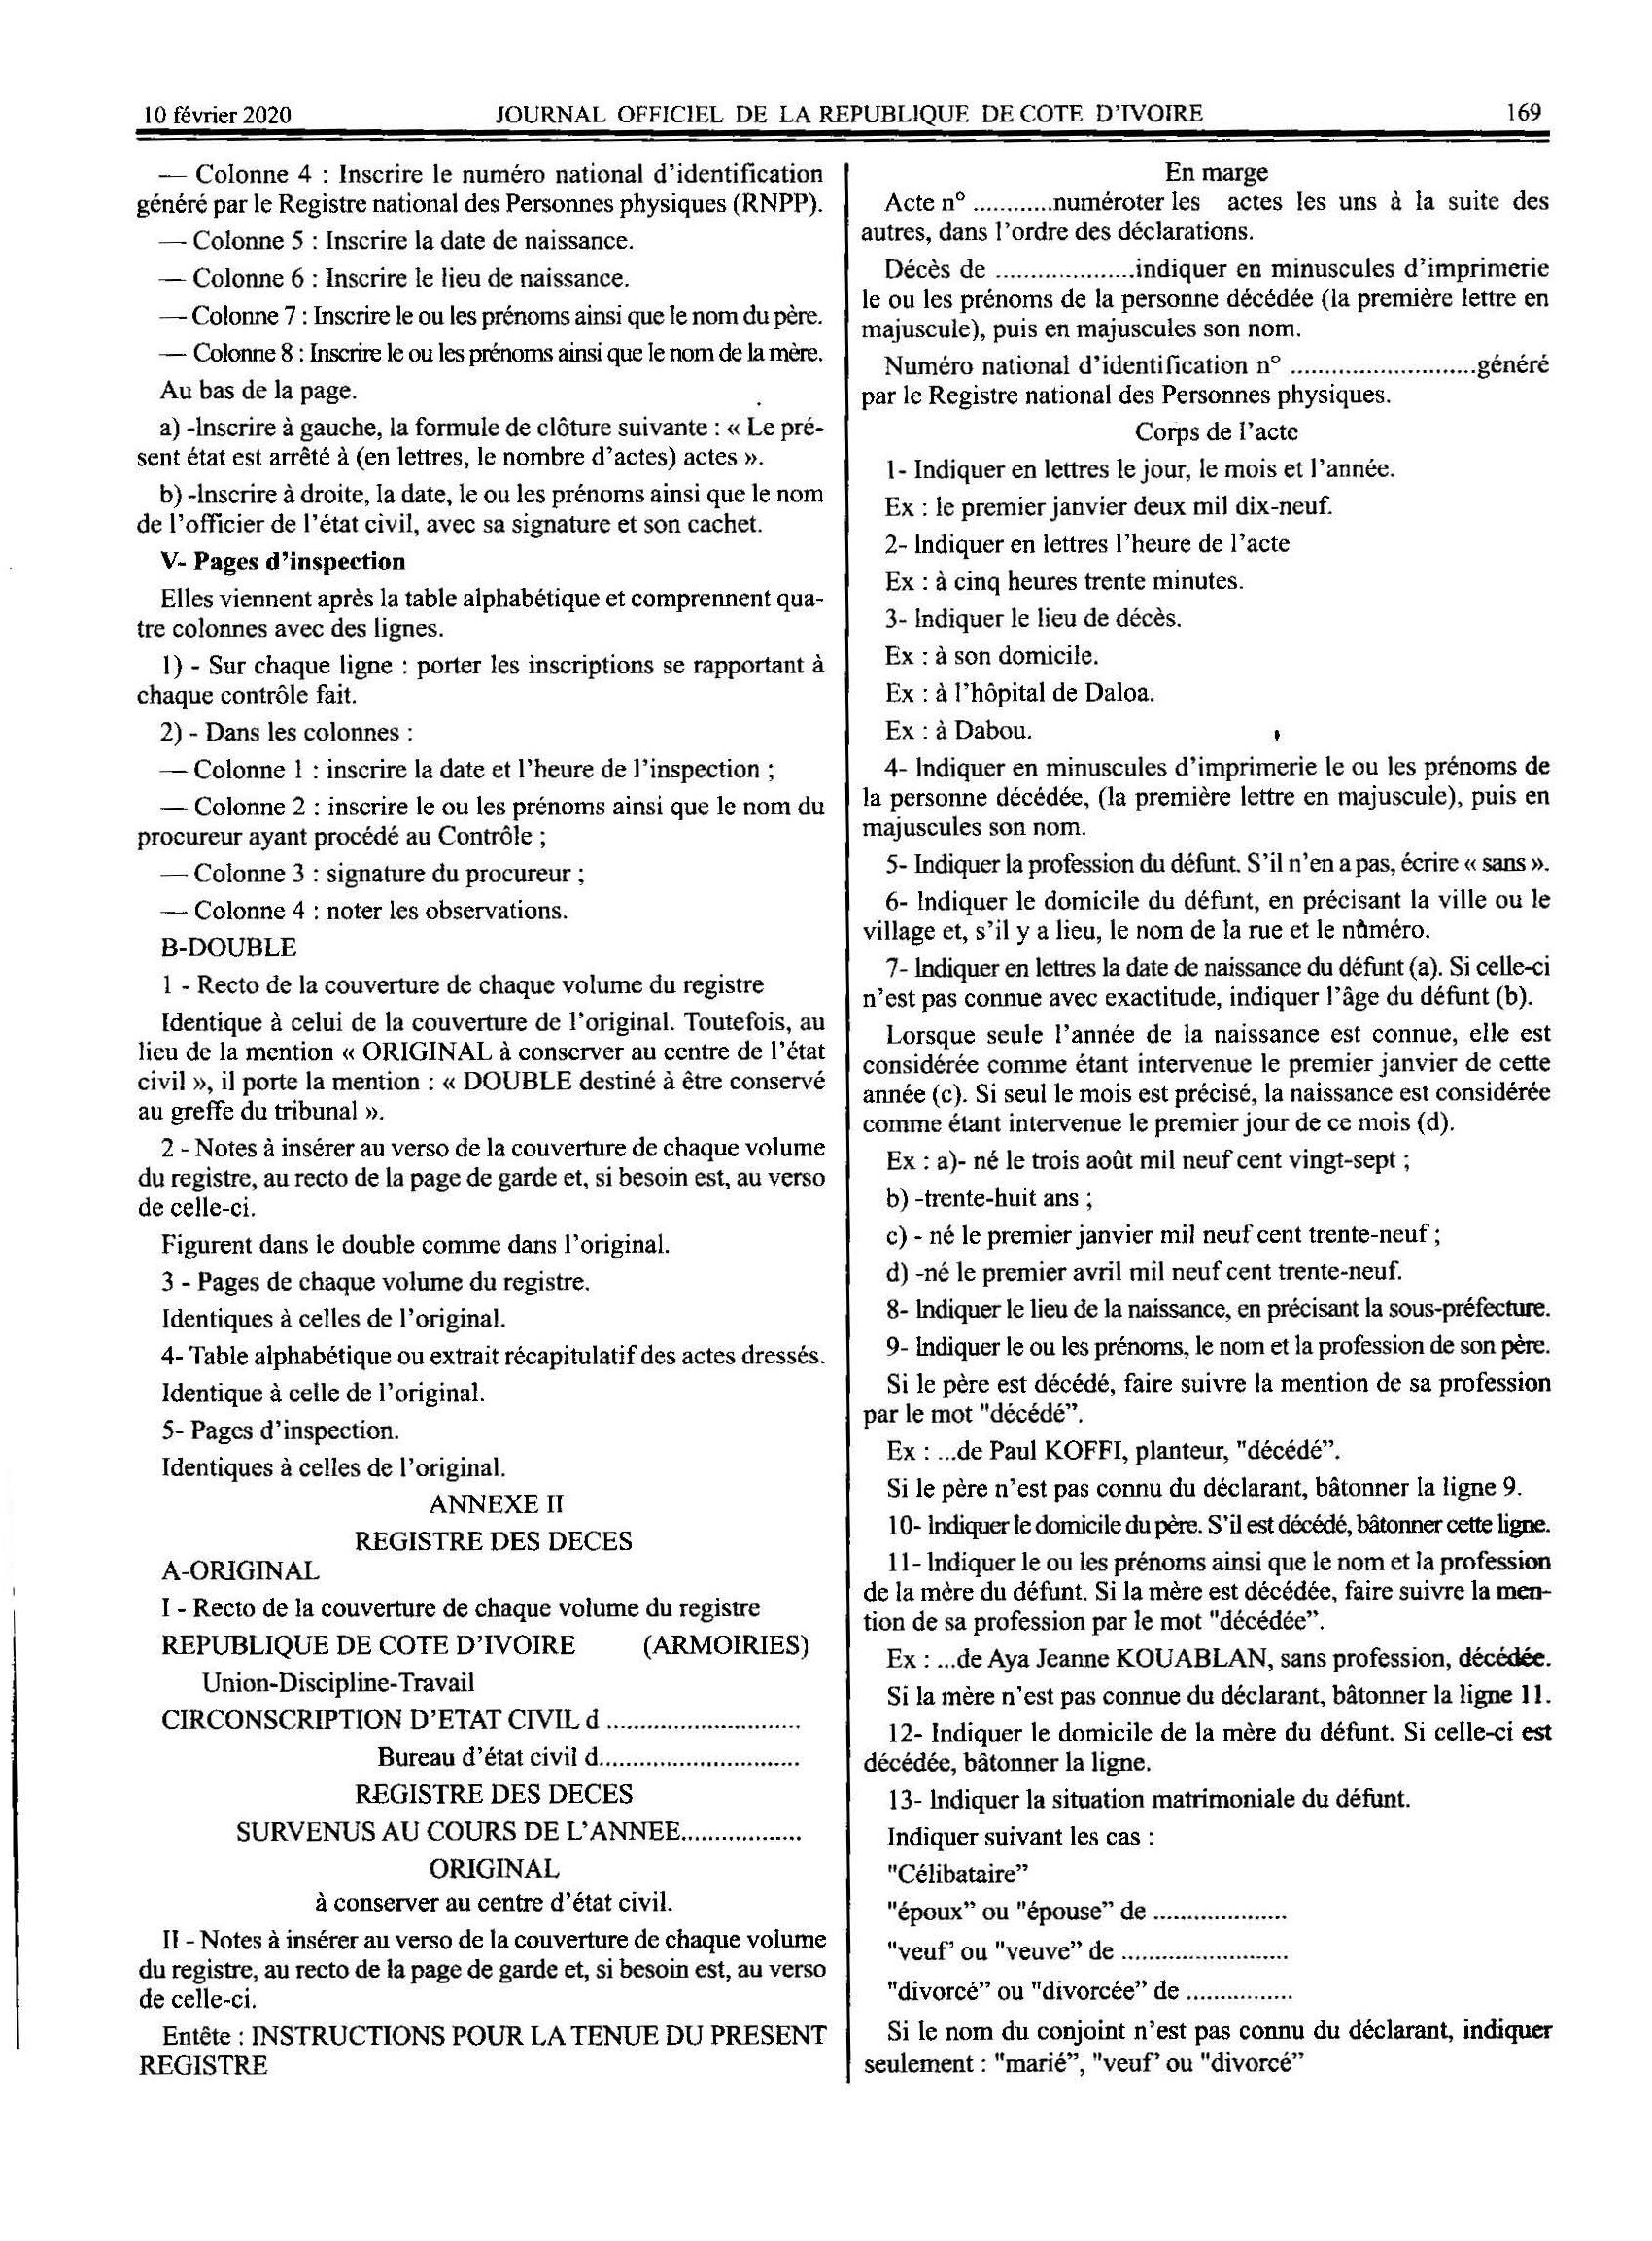 10 février 2020 JOURNAL OFFICIEL DE LA REPUBLIQUE DE COTE D'IVOIRE 169
— Colonne 4 : Inscrire le numéro national d'identification
généré par le Registre national des Personnes physiques (RNPP).
— Colonne 5 : Inscrire la date de naissance.
— Colonne 6 : Inscrire le lieu de naissance.
— Colonne 7 : Inscrire le ou les prénoms ainsi que le nom du père.
— Colonne 8 : Inscrire le ou les prénoms ainsi que le nom de la mère.
Au bas de la page.
a) -Inscrire à gauche, la formule de clôture suivante : « Le pré-
sent état est arrêté à (en lettres, le nombre d'actes) actes ».
b) -Inscrire à droite, la date, le ou les prénoms ainsi que le nom
de l'officier de l'état civil, avec sa signature et son cachet.
V- Pages d'inspection
Elles viennent après la table alphabétique et comprennent qua-
tre colonnes avec des lignes.
1) - Sur chaque ligne : porter les inscriptions se rapportant à
chaque contrôle fait.
2) - Dans les colonnes :
— Colonne 1 : inscrire la date et l'heure de l'inspection ;
— Colonne 2 : inscrire le ou les prénoms ainsi que le nom du
procureur ayant procédé au Contrôle ;
— Colonne 3 : signature du procureur ;
— Colonne 4 : noter les observations.
B-DOUBLE
1 - Recto de la couverture de chaque volume du registre
Identique à celui de la couverture de l'original. Toutefois, au
lieu de la mention « ORIGINAL à conserver au centre de l'état
civil », il porte la mention : « DOUBLE destiné à être conservé
au greffe du tribunal ».
2 - Notes à insérer au verso de la couverture de chaque volume
du registre, au recto de la page de garde et, si besoin est, au verso
de celle-ci.
Figurent dans le double comme dans l'original.
3 - Pages de chaque volume du registre.
Identiques à celles de l'original.
4- Table alphabétique ou extrait récapitulatif des actes dressés.
Identique à celle de l'original.
5- Pages d'inspection.
Identiques à celles de l'original.
ANNEXE II
REGISTRE DES DECES
A-ORIGINAL
I - Recto de la couverture de chaque volume du registre
REPUBLIQUE DE COTE D'IVOIRE (ARMOIRIES)
Union-Discipline-Travail
CIRCONSCRIPTION D'ETAT CIVIL d ............................
Bureau d'état civil d.............................
REGISTRE DES DECES
SURVENUS AU COURS DE L'ANNEE..................
ORIGINAL
à conserver au centre d'état civil.
II - Notes à insérer au verso de la couverture de chaque volume
du registre, au recto de la page de garde et, si besoin est, au verso
de celle-ci.
Entête : INSTRUCTIONS POUR LA TENUE DU PRESENT
REGISTRE
En marge
Acte n° ............numéroter les actes les uns à la suite des
autres, dans l'ordre des déclarations.
Décès de ....................indiquer en minuscules d'imprimerie
le ou les prénoms de la personne décédée (la première lettre en
majuscule), puis en majuscules son nom.
Numéro national d'identification n° ...........................généré
par le Registre national des Personnes physiques.
Corps de l'acte
1- Indiquer en lettres le jour, le mois et l'année.
Ex : le premier janvier deux mil dix-neuf.
2- Indiquer en lettres l'heure de l'acte
Ex : à cinq heures trente minutes.
3- Indiquer le lieu de décès.
Ex : à son domicile.
Ex : à l'hôpital de Daloa.
Ex : à Dabou.
4- Indiquer en minuscules d'imprimerie le ou les prénoms de
la personne décédée, (la première lettre en majuscule), puis en
majuscules son nom.
5- Indiquer la profession du défunt. S'il n'en a pas, écrire « sans ».
6- Indiquer le domicile du défunt, en précisant la ville ou le
village et, s'il y a lieu, le nom de la rue et le numéro.
7- Indiquer en lettres la date de naissance du défunt (a). Si celle-ci
n'est pas connue avec exactitude, indiquer l'âge du défunt (b).
Lorsque seule l'année de la naissance est connue, elle est
considérée comme étant intervenue le premier janvier de cette
année (c). Si seul le mois est précisé, la naissance est considérée
comme étant intervenue le premier jour de ce mois (d).
Ex : a)- né le trois août mil neuf cent vingt-sept ;
b) -trente-huit ans ;
c) - né le premier janvier mil neuf cent trente-neuf ;
d) -né le premier avril mil neuf cent trente-neuf.
8- Indiquer le lieu de la naissance, en précisant la sous-préfecture.
9- Indiquer le ou les prénoms, le nom et la profession de son père.
Si le père est décédé, faire suivre la mention de sa profession
par le mot "décédé”.
Ex : ...de Paul KOFFI, planteur, "décédé”.
Si le père n'est pas connu du déclarant, bâtonner la ligne 9.
10- Indiquer le domicile du père. S'il est décédé, bâtonner cette ligne.
11- Indiquer le ou les prénoms ainsi que le nom et la profession
de la mère du défunt. Si la mère est décédée, faire suivre la men-
tion de sa profession par le mot "décédée”.
Ex : ...de Aya Jeanne KOUABLAN, sans profession, décédée.
Si la mère n'est pas connue du déclarant, bâtonner la ligne 11.
12- Indiquer le domicile de la mère du défunt. Si celle-ci est
décédée, bâtonner la ligne.
13- Indiquer la situation matrimoniale du défunt.
Indiquer suivant les cas :
"Célibataire”
"époux” ou "épouse” de ...................
"veuf’ ou "veuve” de ........................
"divorcé” ou "divorcée” de ................
Si le nom du conjoint n'est pas connu du déclarant, indiquer
seulement : "marié”, "veuf’ ou "divorcé”